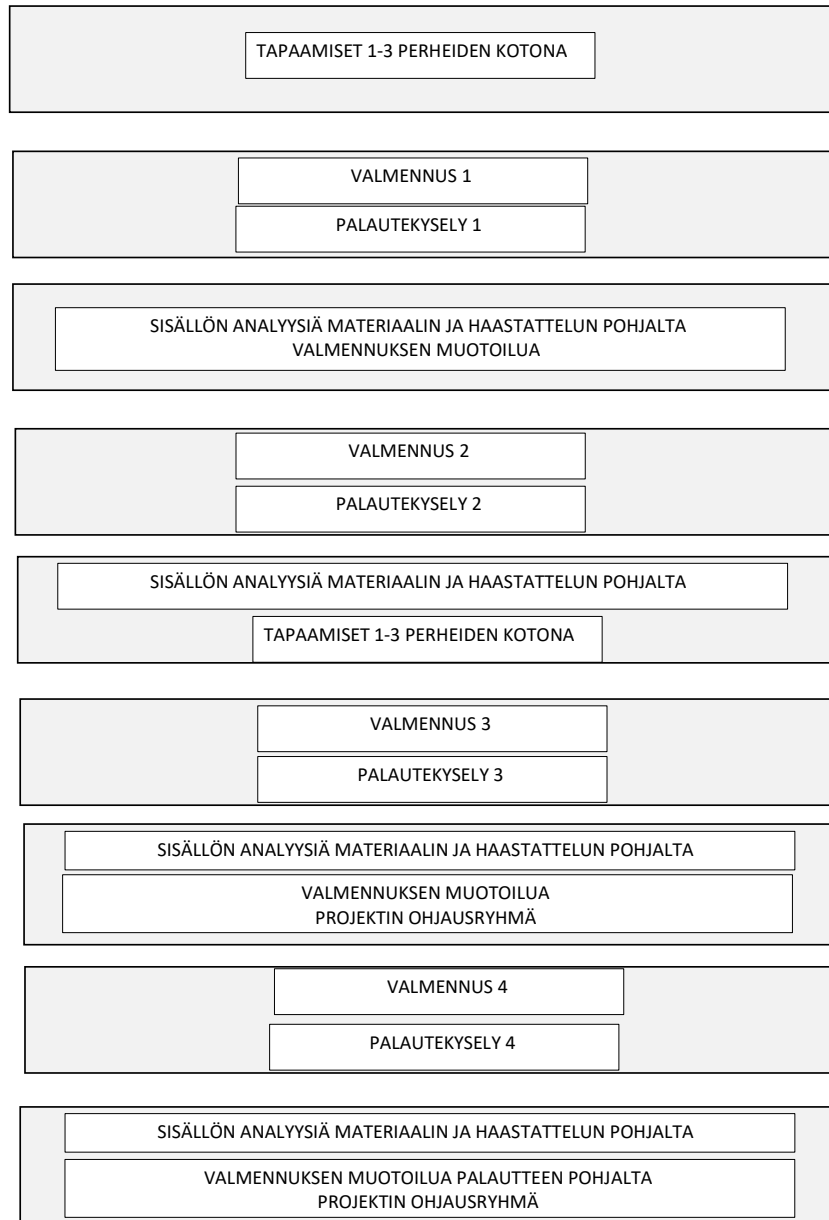 TAPAAMISET 1-3 PERHEIDEN KOTONA
VALMENNUS 1
PALAUTEKYSELY 1
SISÄLLÖN ANALYYSIÄ MATERIAALIN JA HAASTATTELUN POHJALTA
VALMENNUKSEN MUOTOILUA
VALMENNUS 2
PALAUTEKYSELY 2
SISÄLLÖN ANALYYSIÄ MATERIAALIN JA HAASTATTELUN POHJALTA
TAPAAMISET 1-3 PERHEIDEN KOTONA
VALMENNUS 3
PALAUTEKYSELY 3
SISÄLLÖN ANALYYSIÄ MATERIAALIN JA HAASTATTELUN POHJALTA
VALMENNUKSEN MUOTOILUA
PROJEKTIN OHJAUSRYHMÄ
VALMENNUS 4
PALAUTEKYSELY 4
SISÄLLÖN ANALYYSIÄ MATERIAALIN JA HAASTATTELUN POHJALTA
VALMENNUKSEN MUOTOILUA PALAUTTEEN POHJALTA
PROJEKTIN OHJAUSRYHMÄ